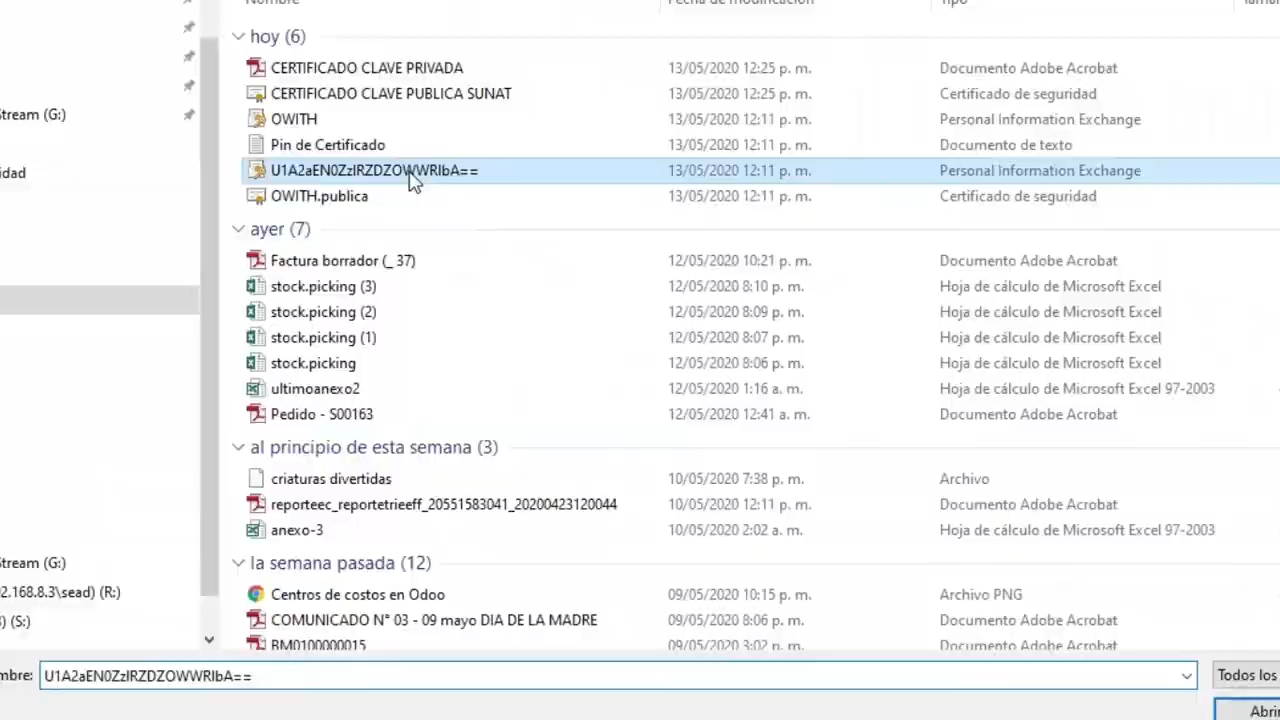 Nombre Fecha de modificación Tipo
hoy (6)
CERTIFICADO CLAVE PRIVADA 13/05/2020 12:25 p. m. Documento Adobe Acrobat
CERTIFICADO CLAVE PUBLICA SUNAT 13/05/2020 12:25 p. m. Certificado de seguridad
Stream (G:) OWITH 13/05/2020 12:11 p. m. Personal Information Exchange
Pin de Certificado 13/05/2020 12:11 p. m. Documento de texto
idad U1A2aEN0ZzlRZDZOWWRIbA== 13/05/2020 12:11 p. m. Personal Information Exchange
OWITH.publica 13/05/2020 12:11 p. m. Certificado de seguridad
ayer (7)
Factura borrador (_ 37) 12/05/2020 10:21 p. m. Documento Adobe Acrobat
stock.picking (3) 12/05/2020 8:10 p. m. Hoja de cálculo de Microsoft Excel
stock.picking (2) 12/05/2020 8:09 p. m. Hoja de cálculo de Microsoft Excel
stock.picking (1) 12/05/2020 8:07 p. m. Hoja de cálculo de Microsoft Excel
stock.picking 12/05/2020 8:06 p. m. Hoja de cálculo de Microsoft Excel
ultimoanexo2 12/05/2020 1:16 a. m. Hoja de cálculo de Microsoft Excel 97-2003
Pedido - S00163 12/05/2020 12:41 a. m. Documento Adobe Acrobat
al principio de esta semana (3)
criaturas divertidas 10/05/2020 7:38 p. m. Archivo
reporteec_reportetrieeff_20551583041_20200423120044 10/05/2020 12:11 p. m. Documento Adobe Acrobat
anexo-3 10/05/2020 2:02 a. m. Hoja de cálculo de Microsoft Excel 97-2003
Stream (G:) la semana pasada (12)
2.168.8.3\sead) (R:) Centros de costos en Odoo 09/05/2020 10:15 p. m. Archivo PNG
) (S:) COMUNICADO N° 03 - 09 mayo DIA DE LA MADRE 09/05/2020 8:06 p. m. Documento Adobe Acrobat
BM0100000015 09/05/2020 3:02 p. m. Documento Adobe Acrobat
mbre: U1A2aEN0ZzlRZDZOWWRIbA== Todos los
Abrir